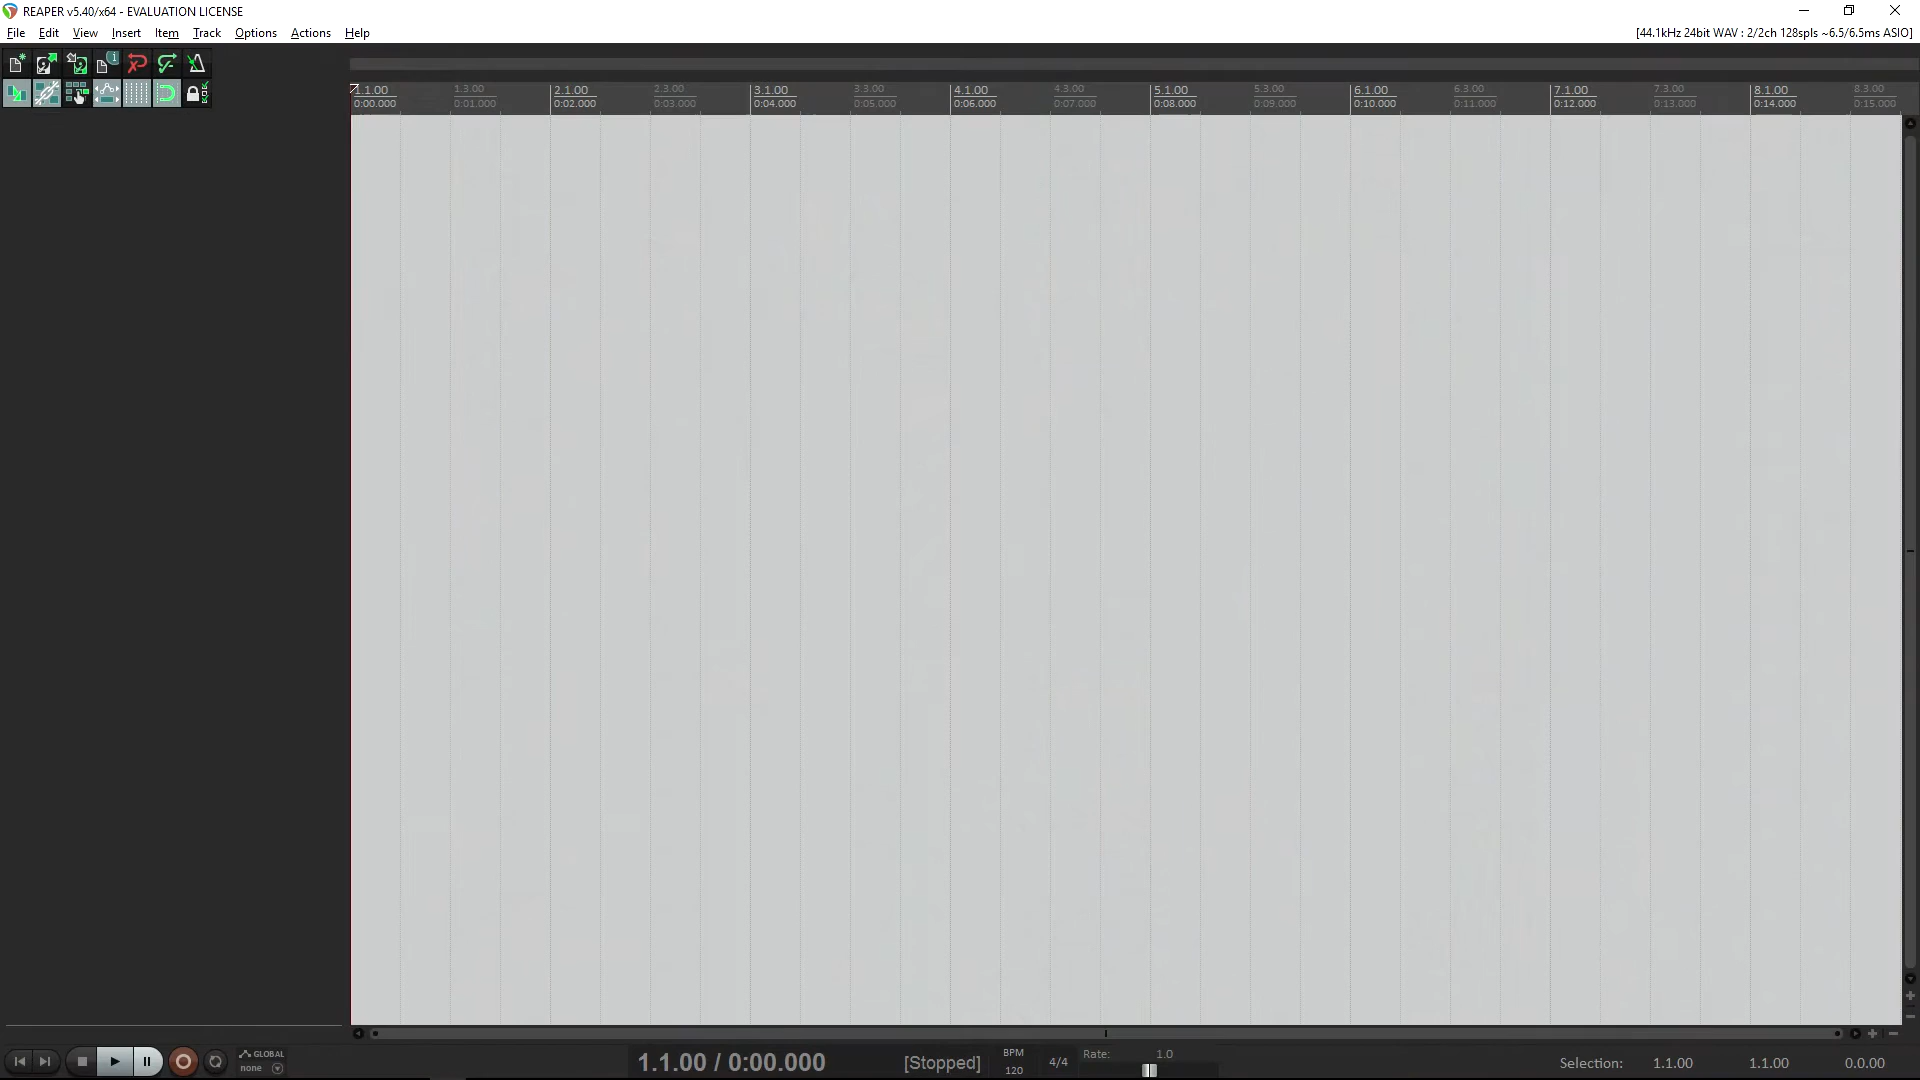 REAPER v5.40/x64 - EVALUATION LICENSE
File Edit View Insert Item Track Options Actions Help
[44.1kHz 24bit WAV : 2/2ch 128spls ~6.5/6.5ms ASIO]
1.1.00 1.3.00 2.1.00 2.3.00 3.1.00 3.3.00 4.1.00 4.3.00 5.1.00 5.3.00 6.1.00 6.3.00 7.1.00 7.3.00 8.1.00 8.3.00
0:00.000 0:01.000 0:02.000 0:03.000 0:04.000 0:05.000 0:06.000 0:07.000 0:08.000 0:09.000 0:10.000 0:11.000 0:12.000 0:13.000 0:14.000 0:15.000
GLOBAL
none
1.1.00 / 0:00.000
[Stopped]
BPM
120
4/4
Rate: 1.0
Selection: 1.1.00 1.1.00 0.0.00